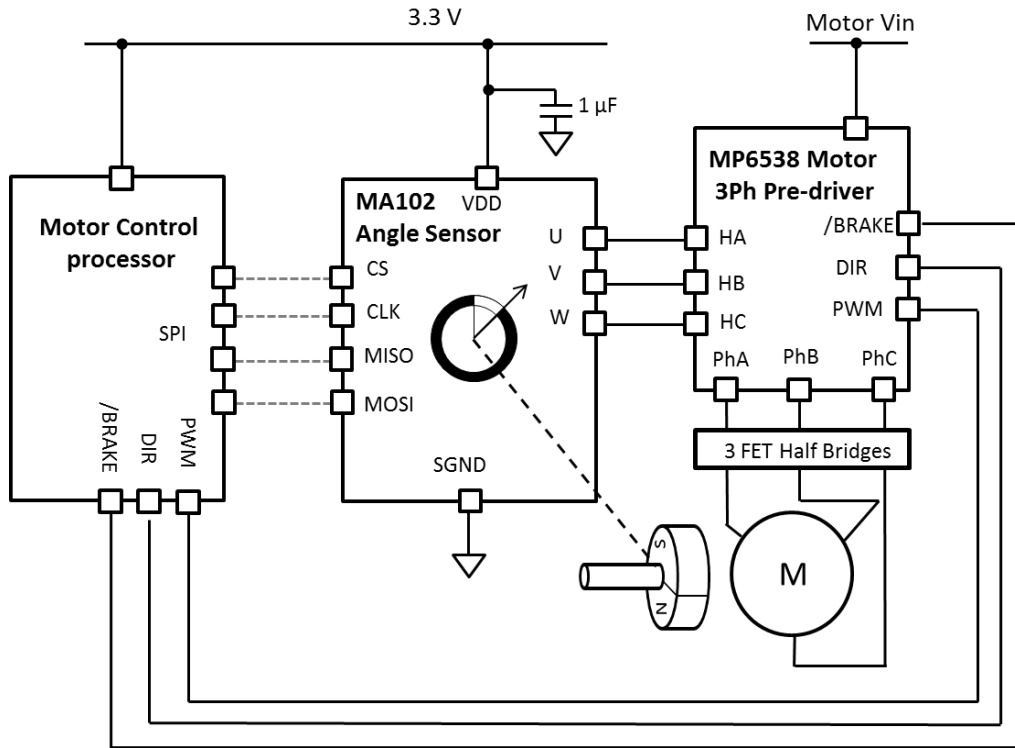 3.3 V
Motor Vin
1 µF
Motor Control
processor
SPI
/BRAKE
DIR
PWM
MA102
Angle Sensor
VDD
CS
CLK
MISO
MOSI
U
V
W
SGND
MP6538 Motor
3Ph Pre-driver
/BRAKE
DIR
PWM
HA
HB
HC
PhA
PhB
PhC
3 FET Half Bridges
S
N
M